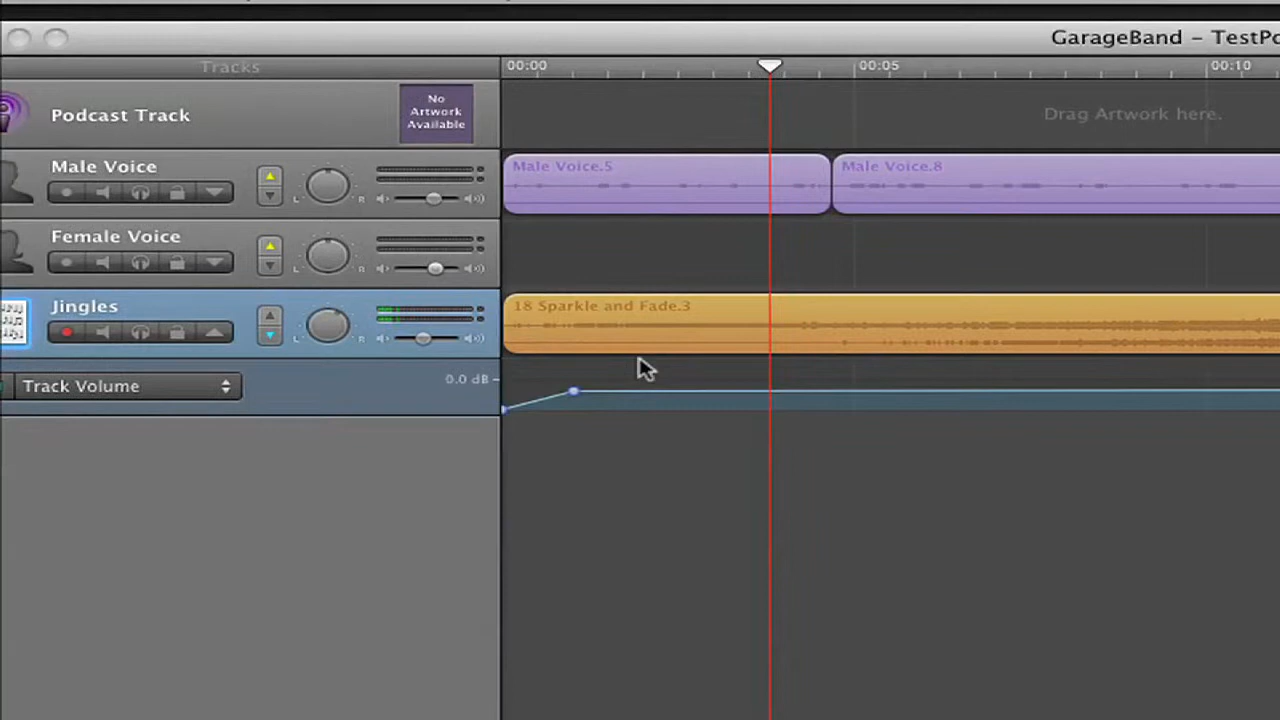 GarageBand – TestPo
Tracks
00:00
00:05
00:10
Podcast Track
No
Artwork
Available
Drag Artwork here.
Male Voice
L R
Male Voice.5
Male Voice.8
Female Voice
L R
Jingles
L R
18 Sparkle and Fade.3
Track Volume
0.0 dB